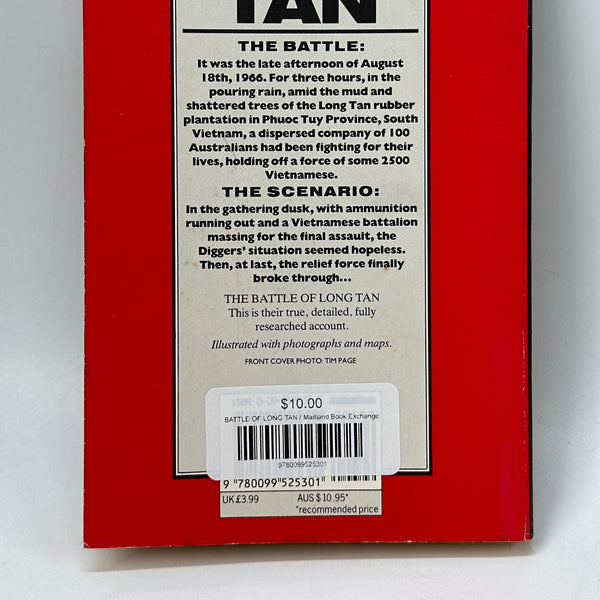 TAN
THE BATTLE:
It was the late afternoon of August
18th, 1966. For three hours, in the
pouring rain, amid the mud and
shattered trees of the Long Tan rubber
plantation in Phuoc Tuy Province, South
Vietnam, a dispersed company of 100
Australians had been fighting for their
lives, holding off a force of some 2500
Vietnamese.
THE SCENARIO:
In the gathering dusk, with ammunition
running out and a Vietnamese battalion
massing for the final assault, the
Diggers' situation seemed hopeless.
Then, at last, the relief force finally
broke through...
THE BATTLE OF LONG TAN
This is their true, detailed, fully
researched account.
Illustrated with photographs and maps.
FRONT COVER PHOTO: TIM PAGE
$10.00
BATTLE OF LONG TAN / Maitland Book Exchange
9780099525301
9 "780099"525301"
UK £3.99 AUS $10.95*
*recommended price